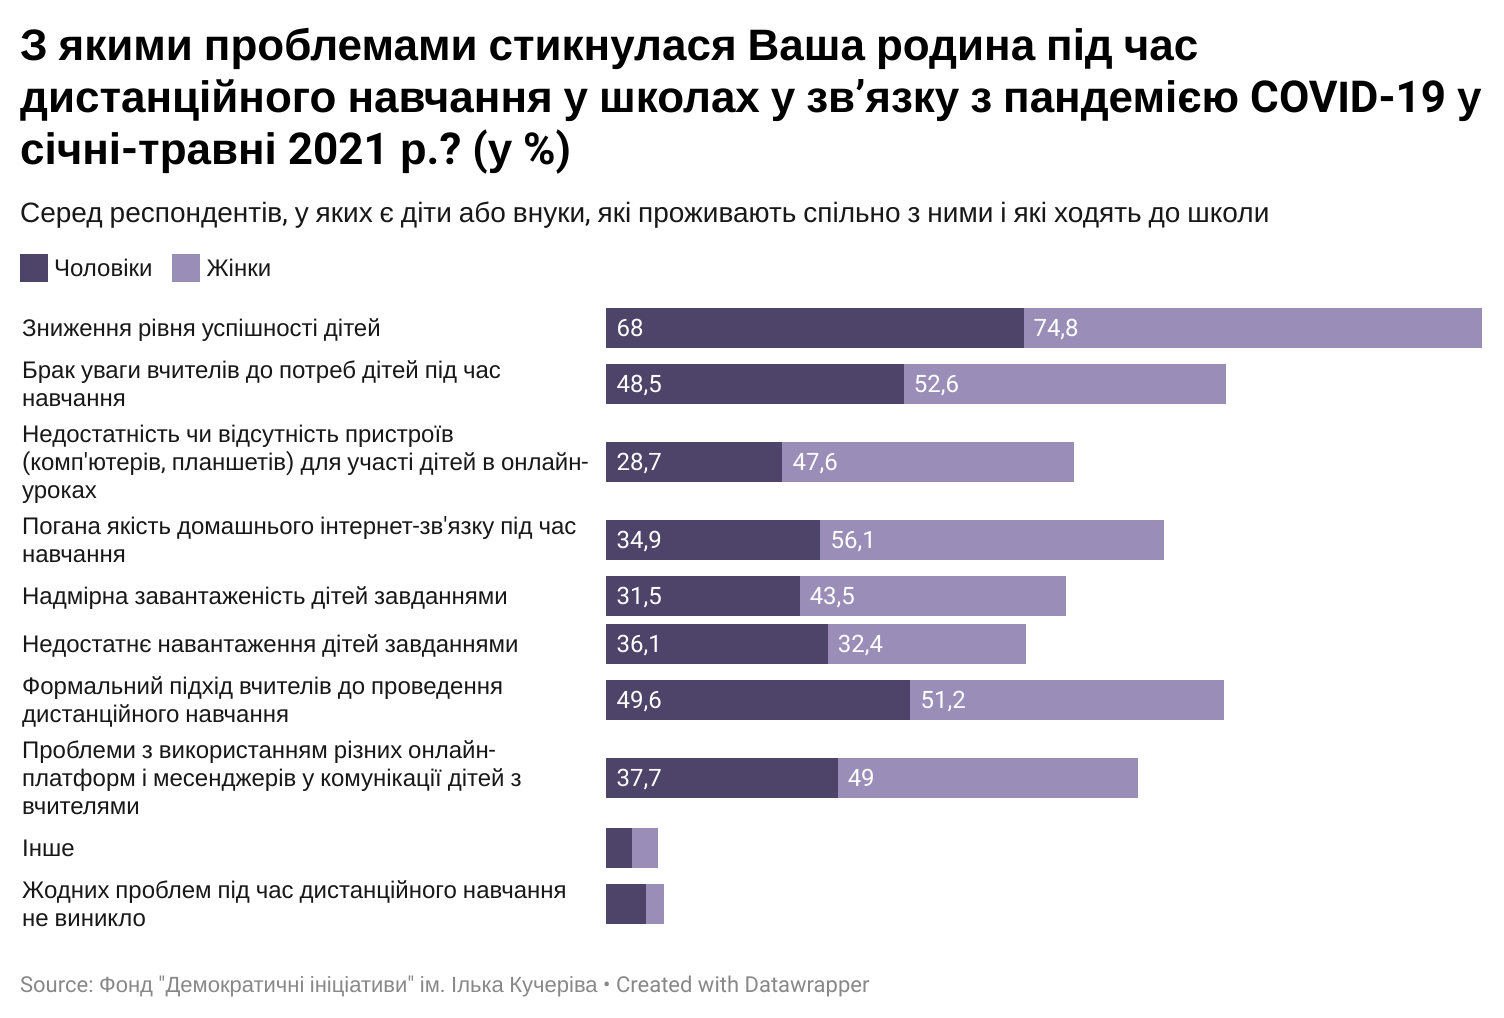 З якими проблемами стикнулася Ваша родина під час
дистанційного навчання у школах у зв’язку з пандемією COVID-19 у
січні-травні 2021 р.? (у %)
Серед респондентів, у яких є діти або внуки, які проживають спільно з ними і які ходять до школи
Чоловіки Жінки
Зниження рівня успішності дітей 68 74,8
Брак уваги вчителів до потреб дітей під час
навчання 48,5 52,6
Недостатність чи відсутність пристроїв
(комп'ютерів, планшетів) для участі дітей в онлайн- 28,7 47,6
уроках
Погана якість домашнього інтернет-зв'язку під час
навчання 34,9 56,1
Надмірна завантаженість дітей завданнями 31,5 43,5
Недостатнє навантаження дітей завданнями 36,1 32,4
Формальний підхід вчителів до проведення
дистанційного навчання 49,6 51,2
Проблеми з використанням різних онлайн-
платформ і месенджерів у комунікації дітей з 37,7 49
вчителями
Інше
Жодних проблем під час дистанційного навчання
не виникло
Source: Фонд "Демократичні ініціативи" ім. Ілька Кучеріва • Created with Datawrapper